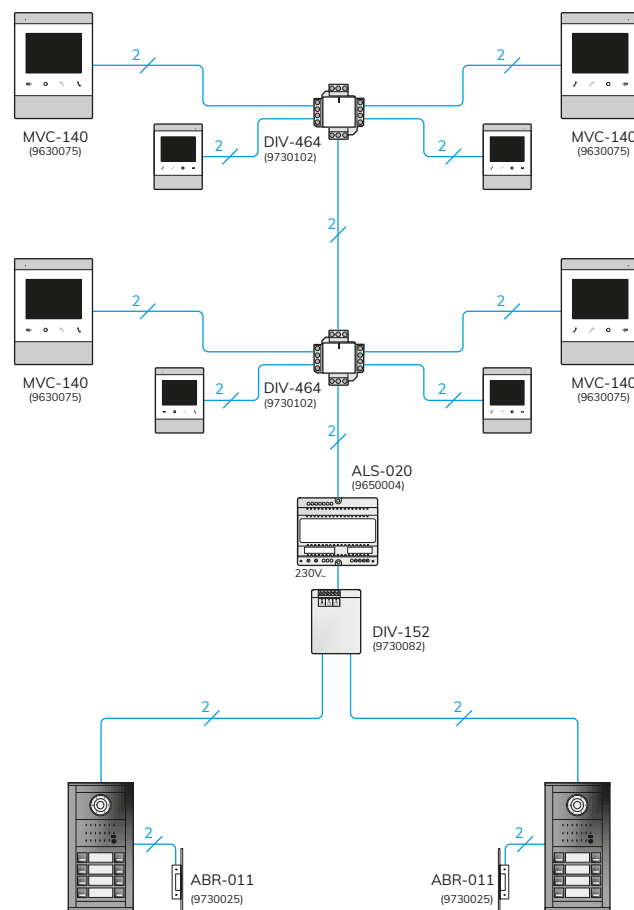 2
2
MVC-140
(9630075)
2
DIV-464
(9730102)
2
MVC-140
(9630075)
2
2
2
MVC-140
(9630075)
2
DIV-464
(9730102)
2
MVC-140
(9630075)
2
ALS-020
(9650004)
230V~
DIV-152
(9730082)
2
2
2
ABR-011
(9730025)
2
ABR-011
(9730025)